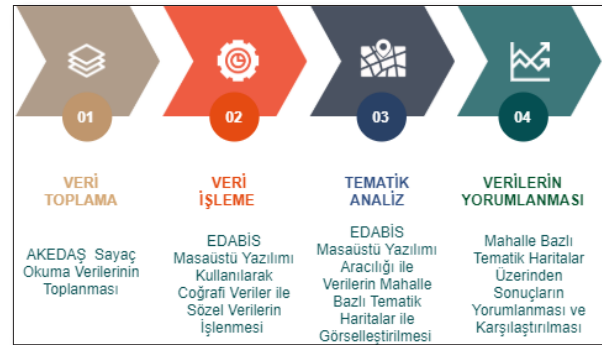 01
VERİ
TOPLAMA
AKEDAŞ Sayaç
Okuma Verilerinin
Toplanması
02
VERİ
İŞLEME
EDABİS
Masaüstü Yazılımı
Kullanılarak
Coğrafi Veriler ile
Sözel Verilerin
İşlenmesi
03
TEMATİK
ANALİZ
EDABİS
Masaüstü Yazılımı
Aracılığı ile
Verilerin Mahalle
Bazlı Tematik
Haritalar ile
Görselleştirilmesi
04
VERİLERİN
YORUMLANMASI
Mahalle Bazlı
Tematik Haritalar
Üzerinden
Sonuçların
Yorumlanması ve
Karşılaştırılması